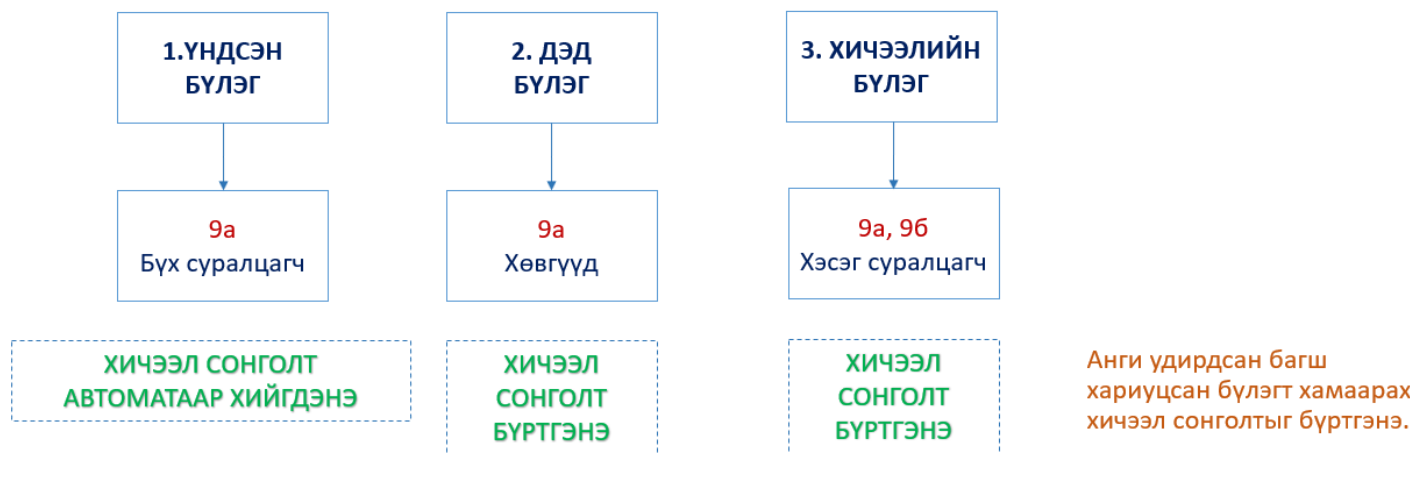 1.ҮНДСЭН
БҮЛЭГ
2. ДЭД
БҮЛЭГ
3. ХИЧЭЭЛИЙН
БҮЛЭГ
9а
Бүх суралцагч
9а
Хөвгүүд
9а, 9б
Хэсэг суралцагч
ХИЧЭЭЛ СОНГОЛТ
АВТОМАТААР ХИЙГДЭНЭ
ХИЧЭЭЛ
СОНГОЛТ
БҮРТГЭНЭ
ХИЧЭЭЛ
СОНГОЛТ
БҮРТГЭНЭ
Анги удирдсан багш
хариуцсан бүлэгт хамаарах
хичээл сонголтыг бүртгэнэ.